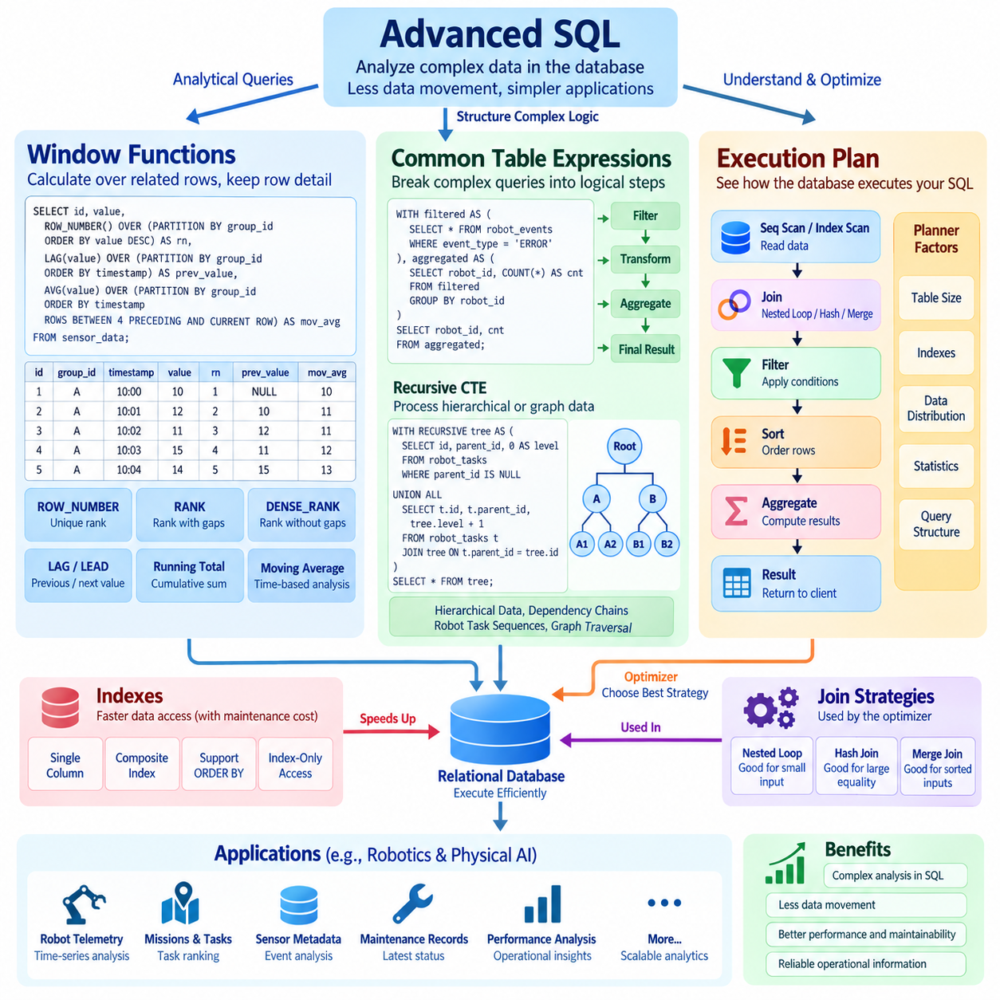 Advanced SQL
Analyze complex data in the database
Less data movement, simpler applications
Analytical Queries
Structure Complex Logic
Understand & Optimize
Window Functions
Calculate over related rows, keep row detail
SELECT id, value,
ROW_NUMBER() OVER (PARTITION BY group_id
ORDER BY value DESC) AS rn,
LAG(value) OVER (PARTITION BY group_id
ORDER BY timestamp) AS prev_value,
AVG(value) OVER (PARTITION BY group_id
ORDER BY timestamp
ROWS BETWEEN 4 PRECEDING AND CURRENT ROW) AS mov_avg
FROM sensor_data;
id group_id timestamp value rn prev_value mov_avg
1 A 10:00 10 1 NULL 10
2 A 10:01 12 2 10 11
3 A 10:02 11 3 12 11
4 A 10:03 15 4 11 12
5 A 10:04 14 5 15 13
ROW_NUMBER
Unique rank
RANK
Rank with gaps
DENSE_RANK
Rank without gaps
LAG / LEAD
Previous / next value
Running Total
Cumulative sum
Moving Average
Time-based analysis
Common Table Expressions
Break complex queries into logical steps
WITH filtered AS (
SELECT * FROM robot_events
WHERE event_type = 'ERROR'
), aggregated AS (
SELECT robot_id, COUNT(*) AS cnt
FROM filtered
GROUP BY robot_id
)
SELECT robot_id, cnt
FROM aggregated;
Filter
Transform
Aggregate
Final Result
Recursive CTE
Process hierarchical or graph data
WITH RECURSIVE tree AS (
SELECT id, parent_id, 0 AS level
FROM robot_tasks
WHERE parent_id IS NULL
UNION ALL
SELECT t.id, t.parent_id,
tree.level + 1
FROM robot_tasks t
JOIN tree ON t.parent_id = tree.id
)
SELECT * FROM tree;
Root
A B
A1 A2 B1 B2
Hierarchical Data, Dependency Chains
Robot Task Sequences, Graph Traversal
Execution Plan
See how the database executes your SQL
Seq Scan / Index Scan
Read data
Join
Nested Loop / Hash / Merge
Filter
Apply conditions
Sort
Order rows
Aggregate
Compute results
Result
Return to client
Planner
Factors
Table Size
Indexes
Data
Distribution
Statistics
Query
Structure
Indexes
Faster data access (with maintenance cost)
Single
Column
Composite
Index
Support
ORDER BY
Index-Only
Access
Speeds Up
Relational Database
Execute Efficiently
Optimizer
Choose Best Strategy
Used In
Join Strategies
Used by the optimizer
Nested Loop
Good for small
input
Hash Join
Good for large
equality
Merge Join
Good for sorted
inputs
Applications (e.g., Robotics & Physical AI)
Robot Telemetry
Time-series analysis
Missions & Tasks
Task ranking
Sensor Metadata
Event analysis
Maintenance Records
Latest status
Performance Analysis
Operational insights
More...
Scalable analytics
Benefits
Complex analysis in SQL
Less data movement
Better performance and maintainability
Reliable operational information